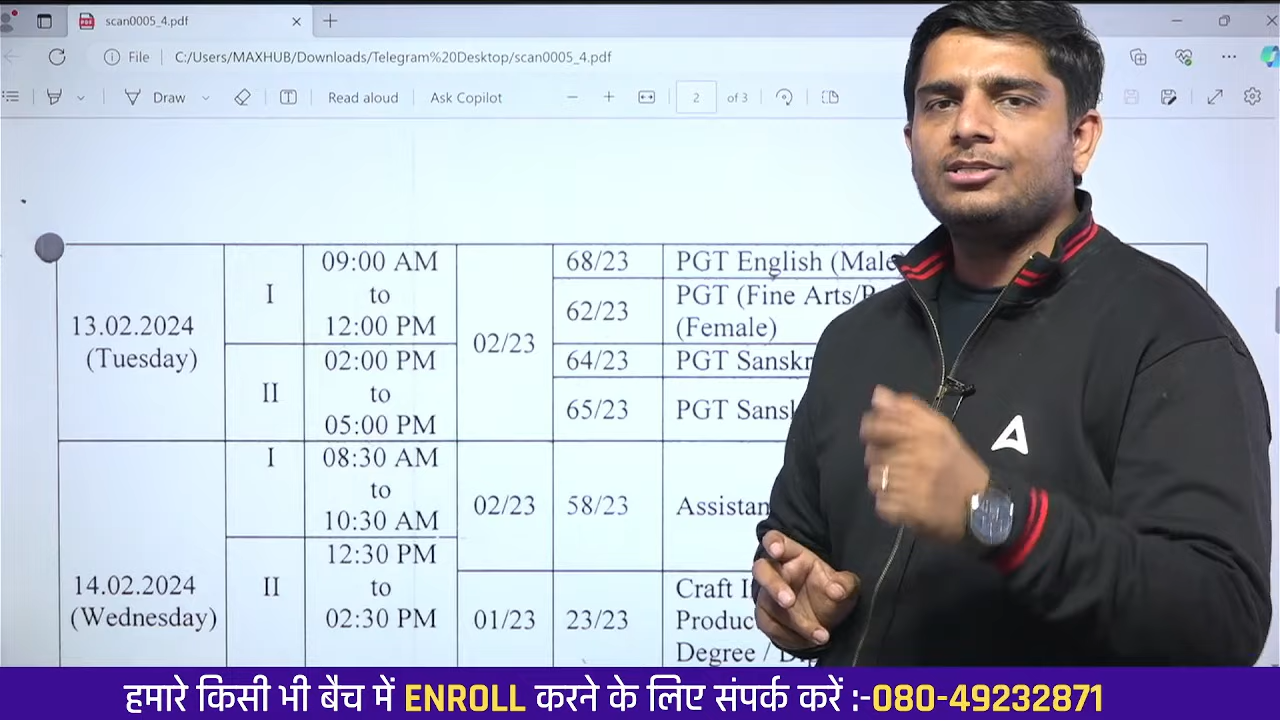 scan0005_4.pdf
File C:/Users/MAXHUB/Downloads/Telegram%20Desktop/scan0005_4.pdf
Draw Read aloud Ask Copilot 2 of 3
13.02.2024
(Tuesday)
I
09:00 AM
to
12:00 PM
II
02:00 PM
to
05:00 PM
02/23
68/23 PGT English (Male)
62/23 PGT (Fine Arts/
(Female)
64/23 PGT
65/23 PGT
14.02.2024
(Wednesday)
I
08:30 AM
to
10:30 AM
II
12:30 PM
to
02:30 PM
02/23 58/23
01/23 23/23
Craft
Degree /
हमारे किसी भी बैच में ENROLL करने के लिए संपर्क करें :-080-49232871